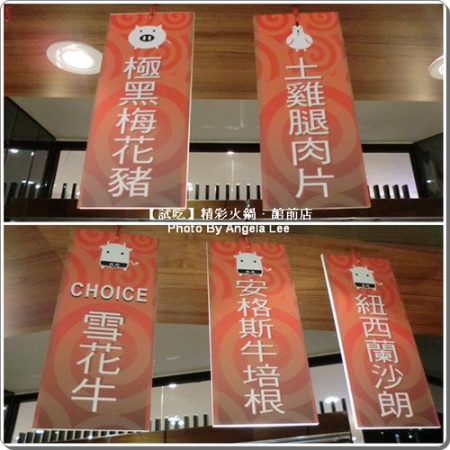 極黑梅花豬
土雞腿肉片
【試吃】精彩火鍋‧館前店
Photo By Angela Lee
CHOICE
雪花牛
安格斯牛培根
紐西蘭沙朗